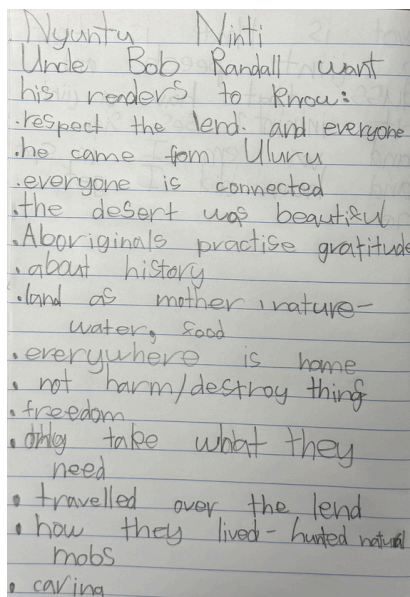 Nyuntu Ninti
Uncle Bob Randall want
his renders to know:
•respect the lend. and everyone
•he came from Uluru
•everyone is connected
•the desert was beautiful
•Aboriginals practise gratitude
•about history
•land as mother, nature-
water, food
•everywhere is home
•not harm/destroy thing
•freedom
•only take what they
need
•travelled over the lend
•how they lived - hunted natural
mobs
•caring